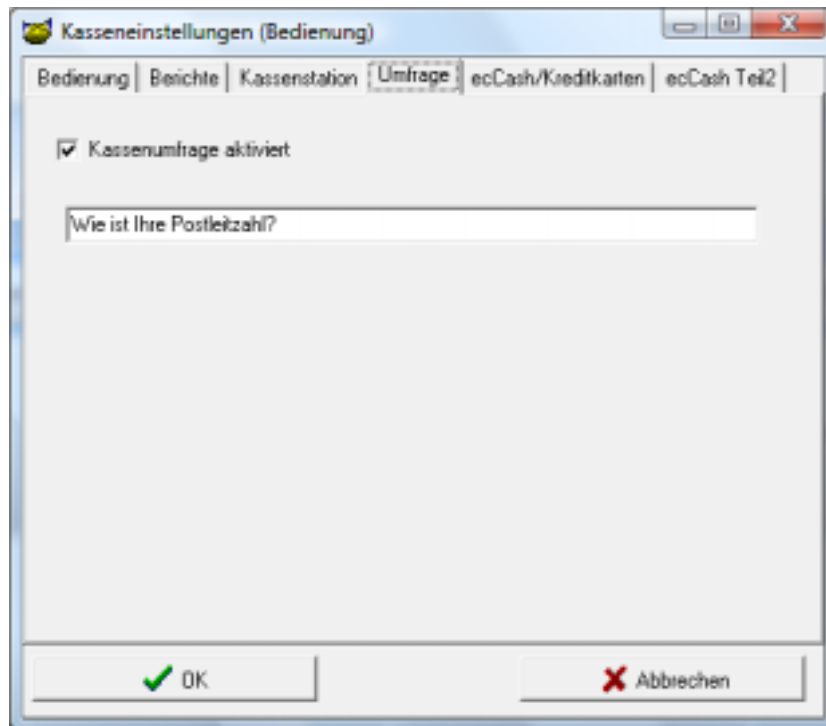 Kasseneinstellungen (Bedienung)
Bedienung Berichte Kassenstation Umfrage ecCash/Kreditkarten ecCash Teil2
Kassenumfrage aktiviert
Wie ist Ihre Postleitzahl?
OK Abbrechen